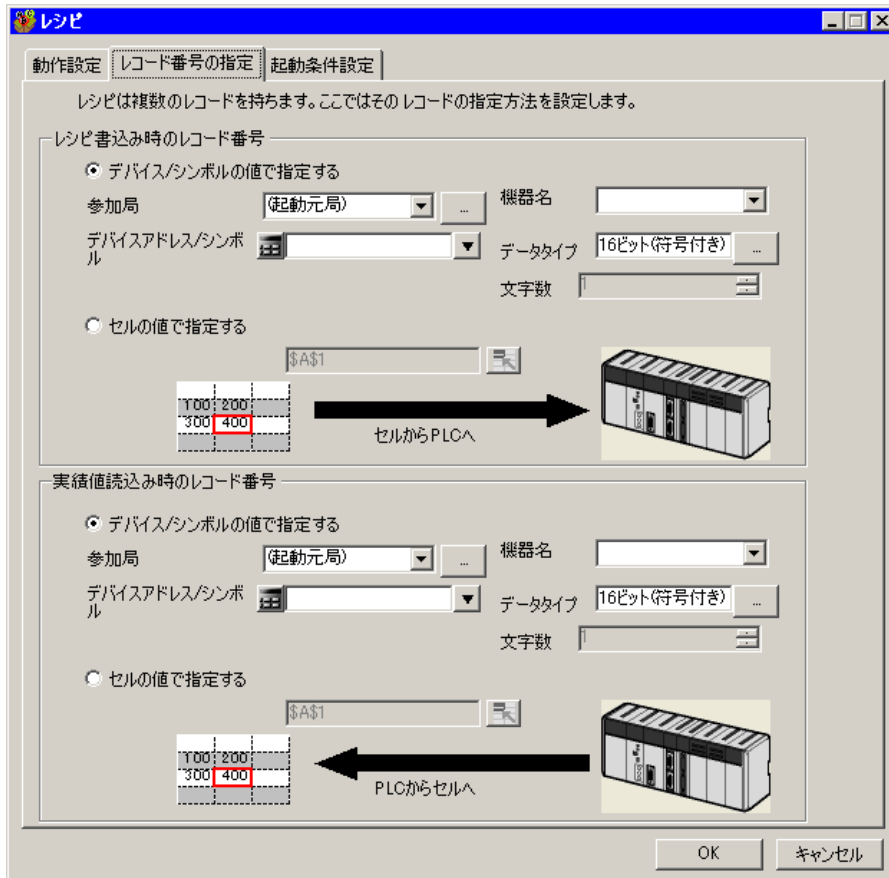 レシピ
動作設定 レコード番号の指定 起動条件設定
レシピは複数のレコードを持ちます。ここではそのレコードの指定方法を設定します。
レシピ書込み時のレコード番号
デバイス/シンボルの値で指定する
参加局 (起動元局) ... 機器名
デバイスアドレス/シンボ
ル
データタイプ 16ビット(符号付き) ...
文字数 1
セルの値で指定する
$A$1
100 200
300 400
セルからPLCへ
実績値読込み時のレコード番号
デバイス/シンボルの値で指定する
参加局 (起動元局) ... 機器名
デバイスアドレス/シンボ
ル
データタイプ 16ビット(符号付き) ...
文字数 1
セルの値で指定する
$A$1
100 200
300 400
PLCからセルへ
OK キャンセル